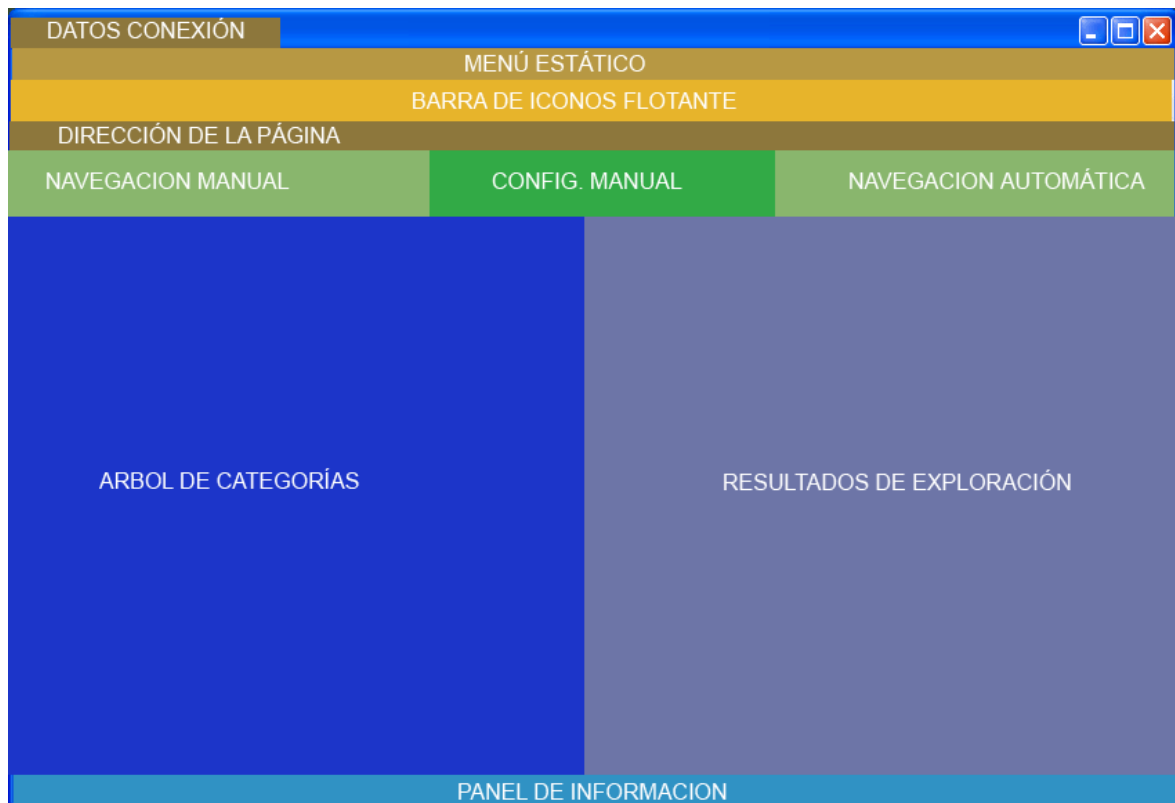 DATOS CONEXIÓN
MENÚ ESTÁTICO
BARRA DE ICONOS FLOTANTE
DIRECCIÓN DE LA PÁGINA
NAVEGACION MANUAL
CONFIG. MANUAL
NAVEGACION AUTOMÁTICA
ARBOL DE CATEGORÍAS
RESULTADOS DE EXPLORACIÓN
PANEL DE INFORMACION